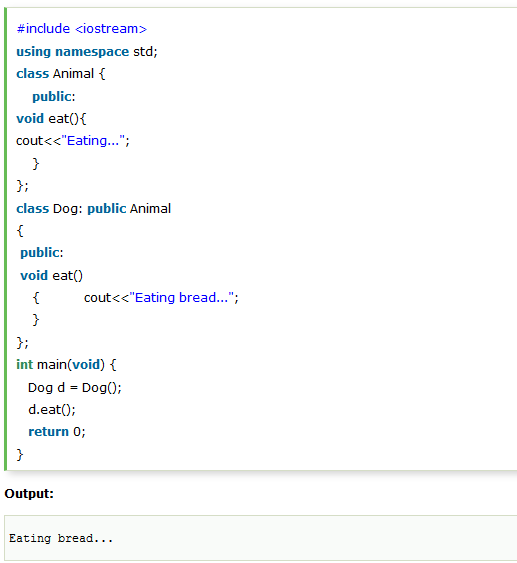 #include <iostream>
using namespace std;
class Animal {
public:
void eat(){
cout<<"Eating...";
}
};
class Dog: public Animal
{
public:
void eat()
{ cout<<"Eating bread...";
}
};
int main(void) {
Dog d = Dog();
d.eat();
return 0;
}
Output:
Eating bread...